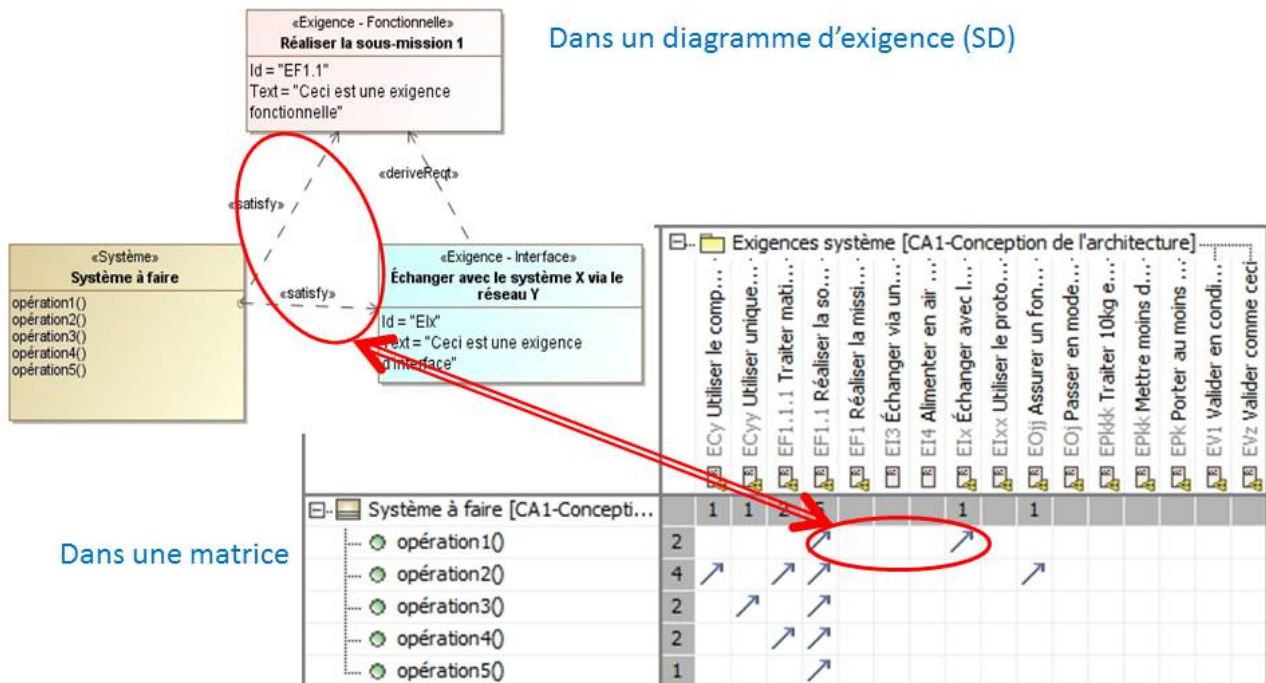 «Exigence - Fonctionnelle»
Réaliser la sous-mission 1
Id = "EF1.1"
Text = "Ceci est une exigence
fonctionnelle"
Dans un diagramme d'exigence (SD)
«satisfy»
«deriveReqt»
«Système»
Système à faire
opération1()
opération2()
opération3()
opération4()
opération5()
«satisfy»
«Exigence - Interface»
Échanger avec le système X via le
réseau Y
Id = "EIx"
Text = "Ceci est une exigence
d'interface"
Exigences système [CA1-Conception de l'architecture]
ECy Utiliser le comp...
ECyy Utiliser unique...
EF1.1.1 Traiter mati...
EF1.1 Réaliser la so...
EF1 Réaliser la missi...
EI3 Échanger via un...
EI4 Alimenter en air ...
EIx Échanger avec l...
EIxx Utiliser le proto...
EOjj Assurer un fon...
EOj Passer en mode...
EPkkk Traiter 10kg e...
EPkk Mettre moins d...
EPk Porter au moins ...
EV1 Valider en condi...
EVz Valider comme ceci
Dans une matrice
Système à faire [CA1-Concepti...
1 1 2 5 1 1
opération1() 2
opération2() 4
opération3() 2
opération4() 2
opération5() 1